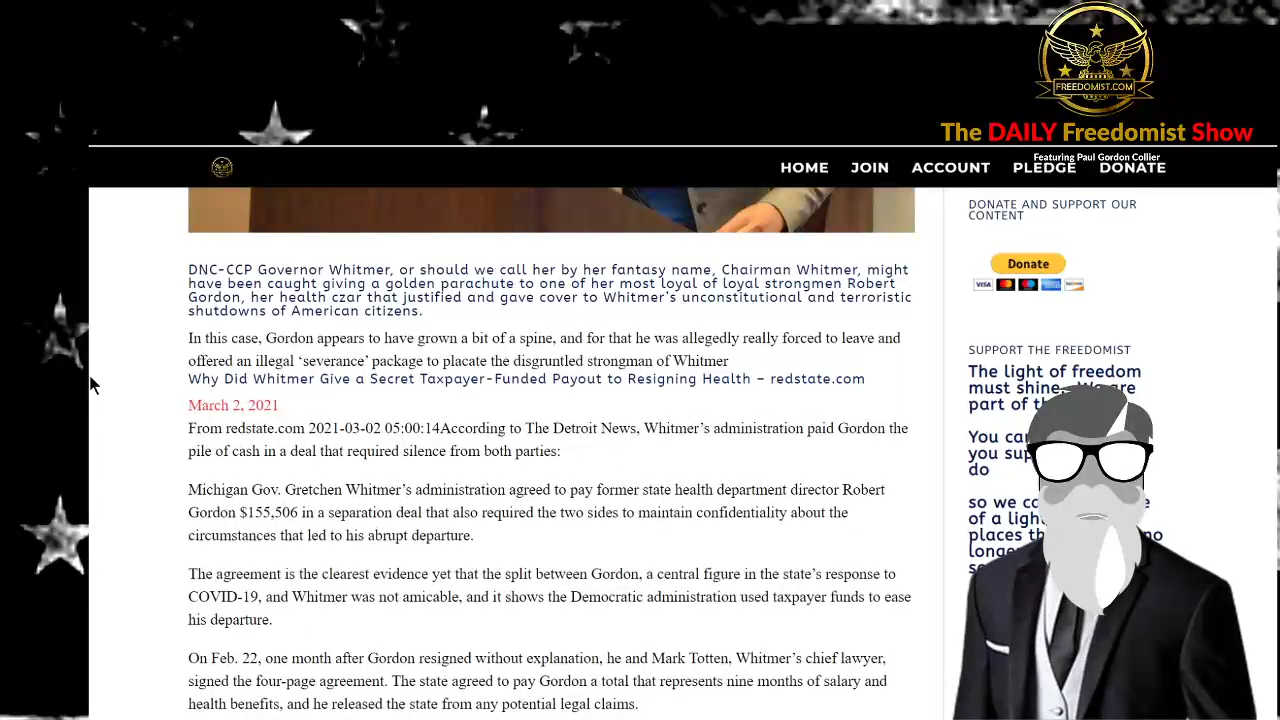 FREEDOMIST.COM
The DAILY Freedomist Show
Featuring Paul Gordon Collier
HOME JOIN ACCOUNT PLEDGE DONATE
DNC-CCP Governor Whitmer, or should we call her by her fantasy name, Chairman Whitmer, might
have been caught giving a golden parachute to one of her most loyal of loyal strongmen Robert
Gordon, her health czar that justified and gave cover to Whitmer's unconstitutional and terroristic
shutdowns of American citizens.
In this case, Gordon appears to have grown a bit of a spine, and for that he was allegedly really forced to leave and
offered an illegal ‘severance’ package to placate the disgruntled strongman of Whitmer
Why Did Whitmer Give a Secret Taxpayer-Funded Payout to Resigning Health – redstate.com
March 2, 2021
From redstate.com 2021-03-02 05:00:14According to The Detroit News, Whitmer’s administration paid Gordon the
pile of cash in a deal that required silence from both parties:
Michigan Gov. Gretchen Whitmer’s administration agreed to pay former state health department director Robert
Gordon $155,506 in a separation deal that also required the two sides to maintain confidentiality about the
circumstances that led to his abrupt departure.
The agreement is the clearest evidence yet that the split between Gordon, a central figure in the state’s response to
COVID-19, and Whitmer was not amicable, and it shows the Democratic administration used taxpayer funds to ease
his departure.
On Feb. 22, one month after Gordon resigned without explanation, he and Mark Totten, Whitmer’s chief lawyer,
signed the four-page agreement. The state agreed to pay Gordon a total that represents nine months of salary and
health benefits, and he released the state from any potential legal claims.
DONATE AND SUPPORT OUR
CONTENT
Donate
VISA
SUPPORT THE FREEDOMIST
The light of freedom
must shine. We are
part of
You
you
do
so we
of a
places no